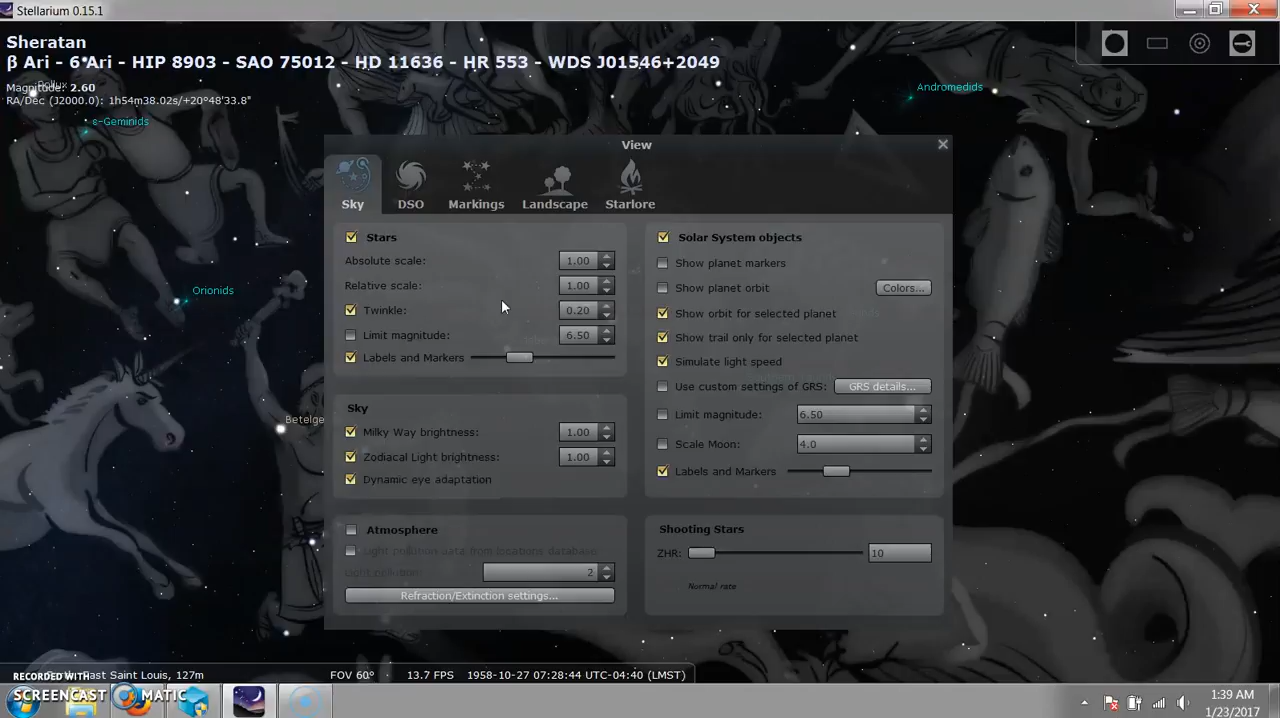 Stellarium 0.15.1
Sheratan
β Ari - 6 Ari - HIP 8903 - SAO 75012 - HD 11636 - HR 553 - WDS J01546+2049
Pollux
Magnitude: 2.60
RA/Dec (J2000.0): 1h54m38.02s/+20°48'33.8"
Andromedids
ε-Geminids
View
Sky
DSO
Markings
Landscape
Starlore
Stars
Absolute scale: 1.00
Relative scale: 1.00
Twinkle: 0.20
Limit magnitude: 6.50
Labels and Markers
Sky
Milky Way brightness: 1.00
Zodiacal Light brightness: 1.00
Dynamic eye adaptation
Atmosphere
Light pollution data from locations database
Light pollution: 2
Refraction/Extinction settings...
Solar System objects
Show planet markers
Show planet orbit Colors...
Show orbit for selected planet
Show trail only for selected planet
Simulate light speed
Use custom settings of GRS: GRS details...
Limit magnitude: 6.50
Scale Moon: 4.0
Labels and Markers
Shooting Stars
ZHR: 10
Normal rate
Orionids
Betelge
East Saint Louis, 127m
FOV 60°
13.7 FPS
1958-10-27 07:28:44 UTC-04:40 (LMST)
RECORDED WITH
SCREENCAST MATIC
1:39 AM
1/23/2017